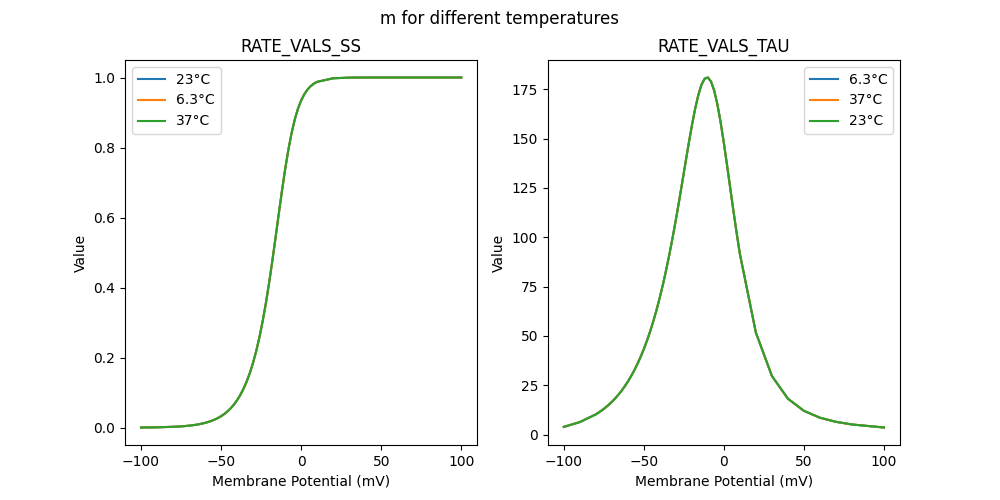 m for different temperatures
RATE_VALS_SS
1.0
0.8
0.6
0.4
0.2
0.0
Value
23°C
6.3°C
37°C
−100
−50
0
50
100
Membrane Potential (mV)
RATE_VALS_TAU
175
150
125
100
75
50
25
0
Value
6.3°C
37°C
23°C
−100
−50
0
50
100
Membrane Potential (mV)